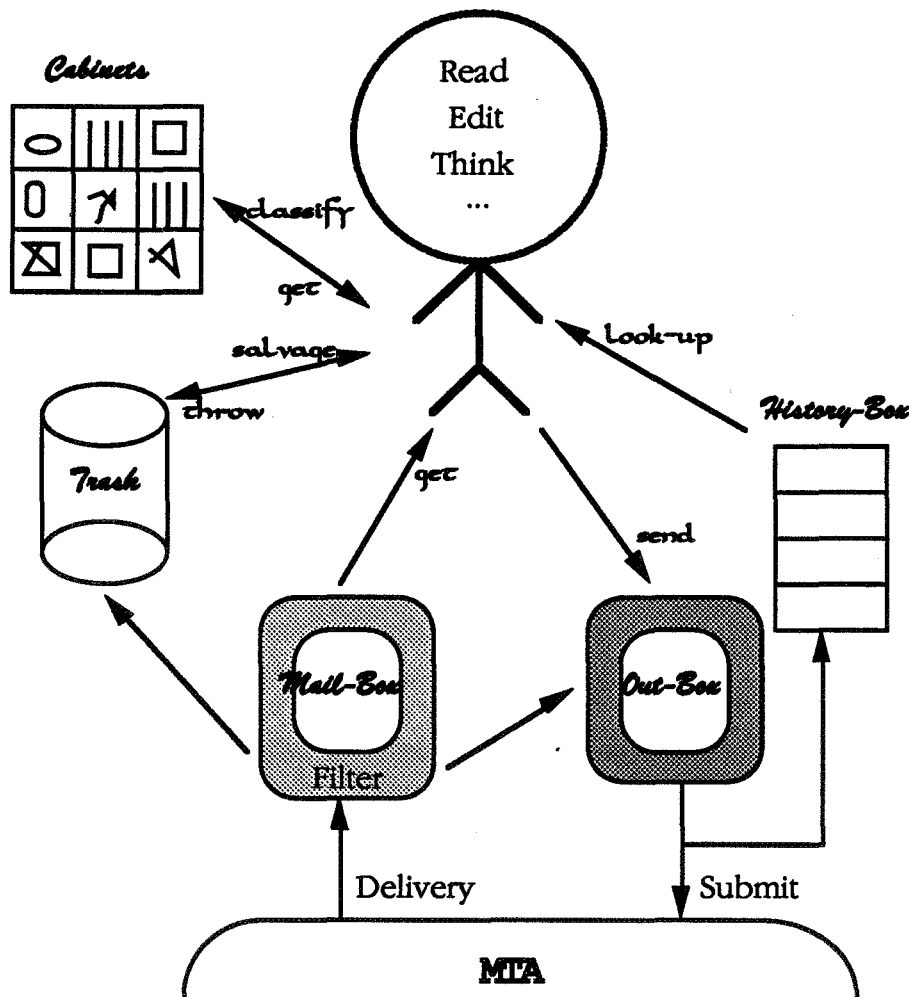 Cabinets
Read
Edit
Think
...
classify
get
salvage
throw
look-up
History-Box
Trash
get
send
Mail-Box
Out-Box
Filter
Delivery
Submit
MTA